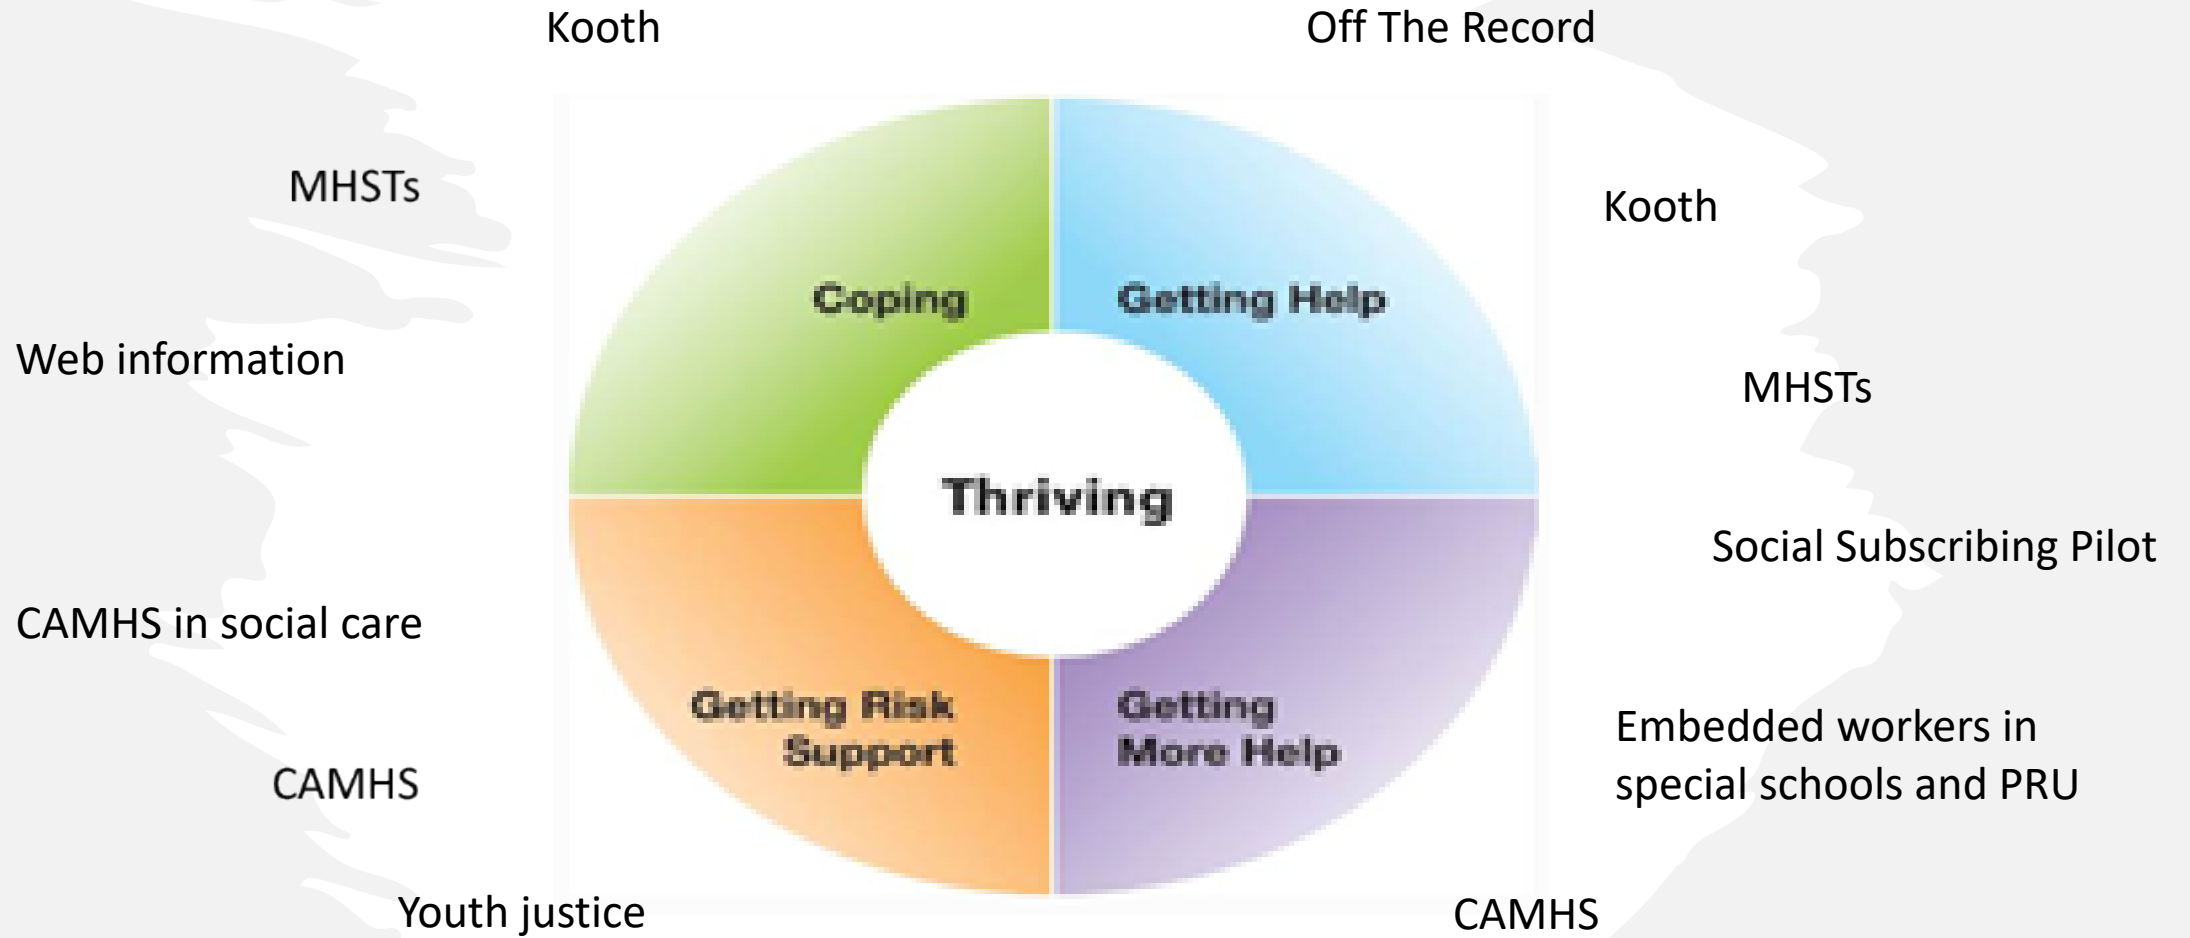 Kooth
Off The Record
MHSTs
Kooth
Coping
Getting Help
Web information
MHSTs
Thriving
Social Subscribing Pilot
CAMHS in social care
Getting Risk
Support
Getting
More Help
Embedded workers in
special schools and PRU
CAMHS
Youth justice
CAMHS